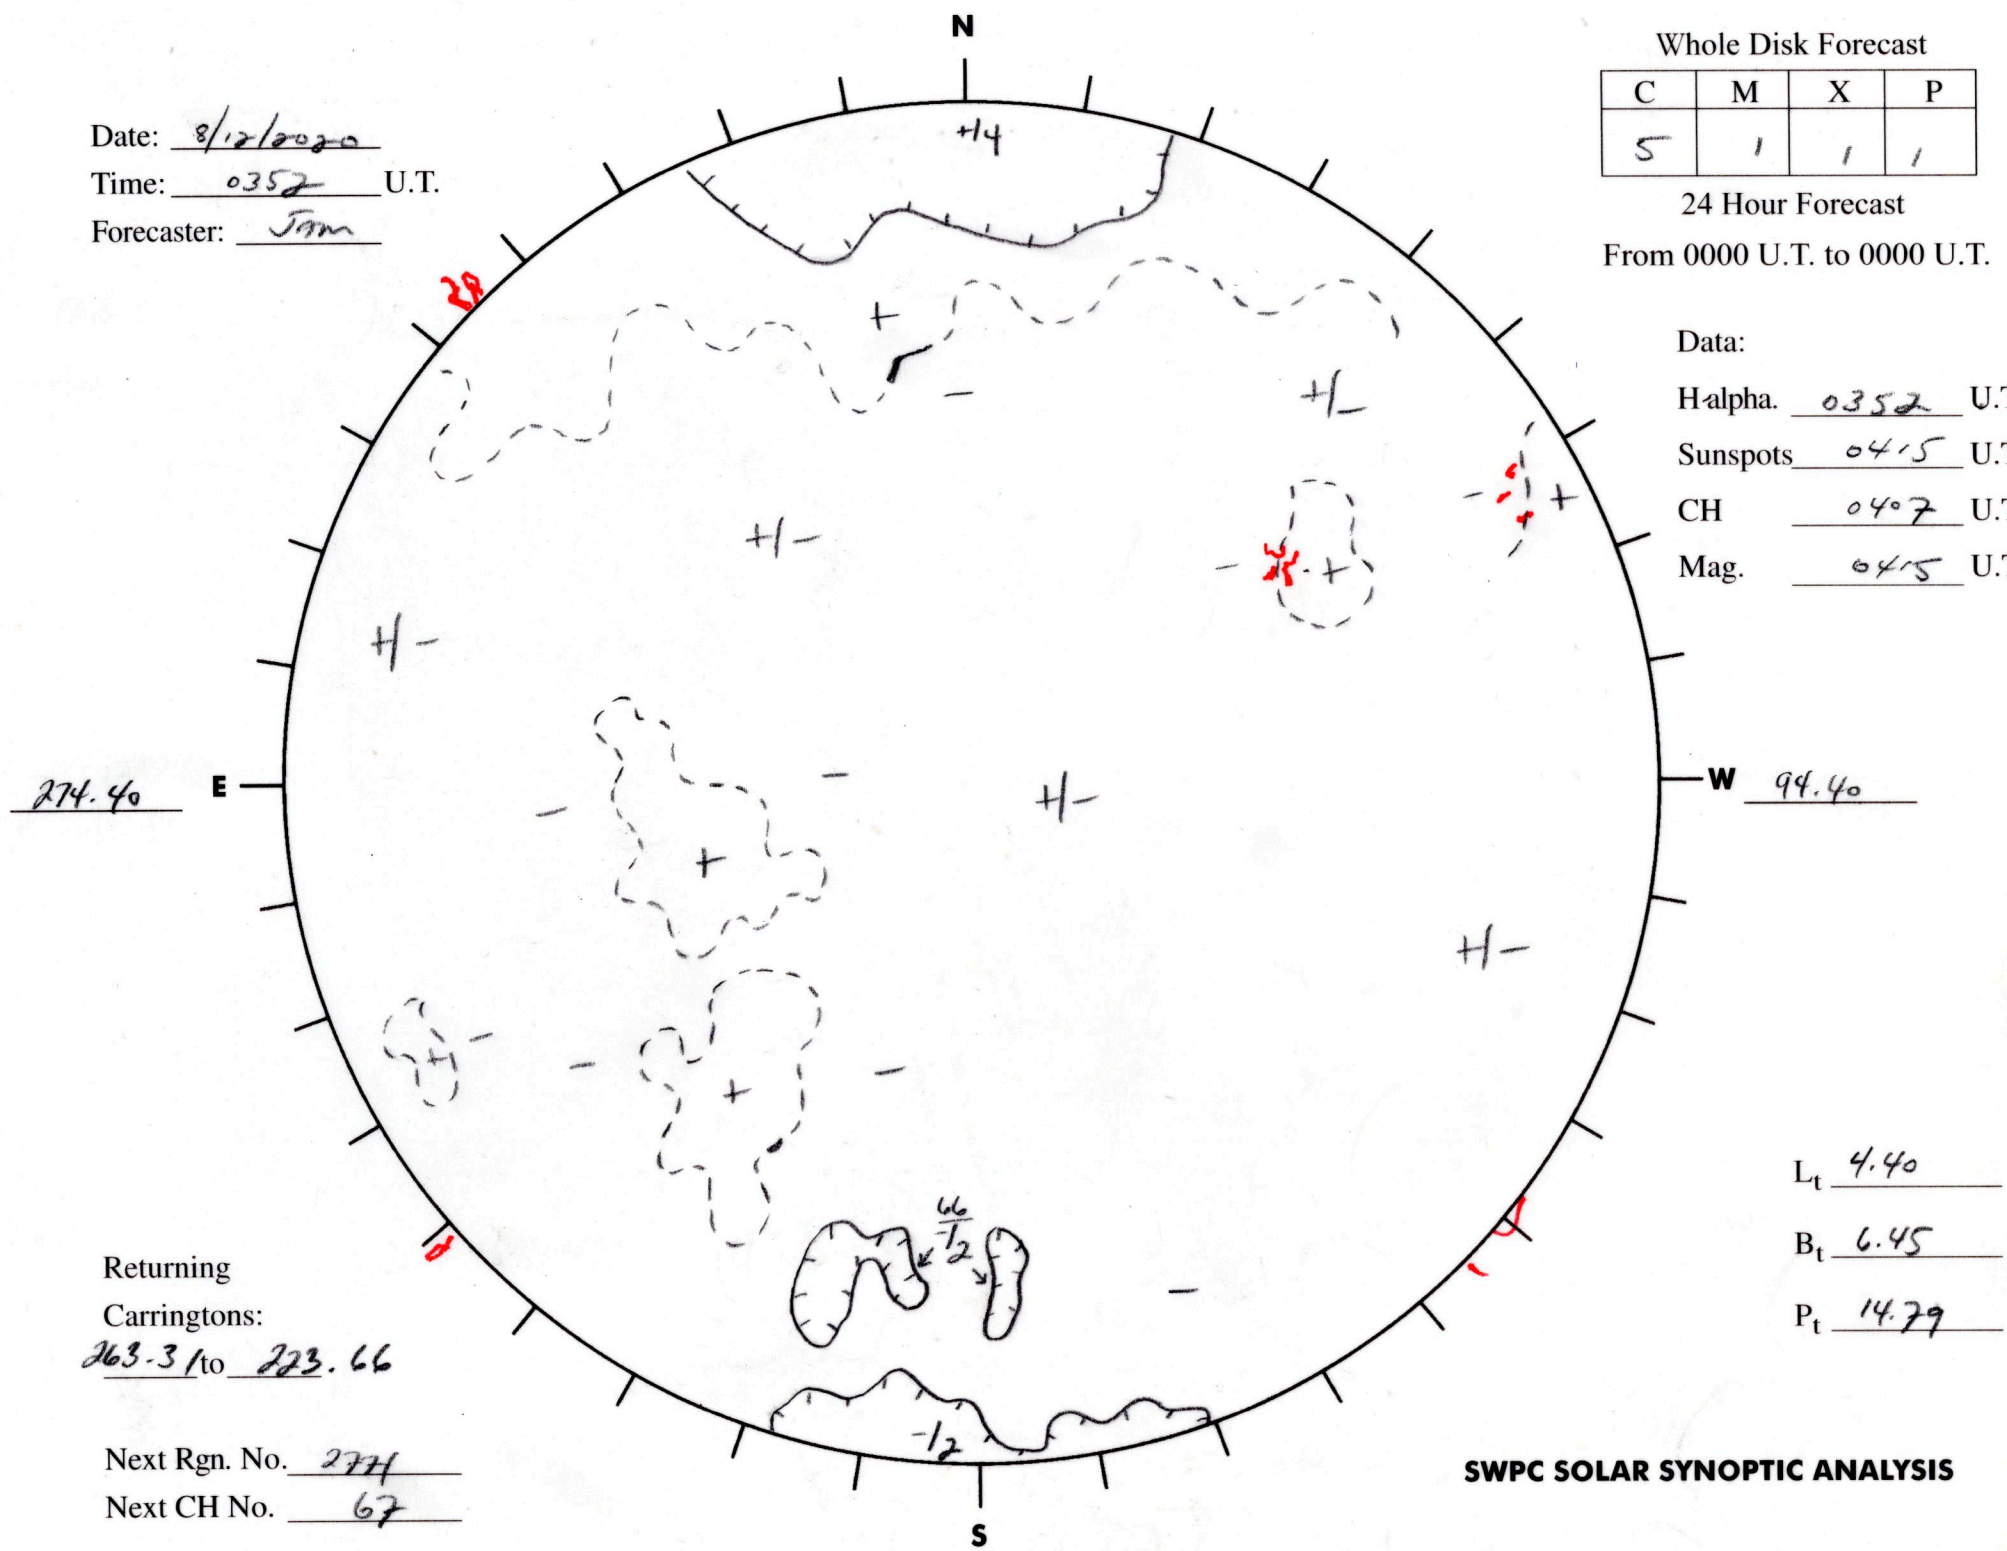 N
Whole Disk Forecast
C M X P
5 1 1 1
24 Hour Forecast
From 0000 U.T. to 0000 U.T.
Date: 8/12/2020
Time: 0352 U.T.
Forecaster:
+/4
+
-
+/-
Data:
H-alpha. 0352 U.T
Sunspots 0415 U.T
CH 0407 U.T
Mag. 0415 U.T
- +
+/-
- +
+/-
274.40 E
-
-
+
+/-
W 94.40
+/-
+ -
- + -
66
-/2
-
-/2
Lt 4.40
Bt 6.45
Pt 14.79
Returning
Carringtons:
263.31 to 223.66
Next Rgn. No. 2771
Next CH No. 67
SWPC SOLAR SYNOPTIC ANALYSIS
S